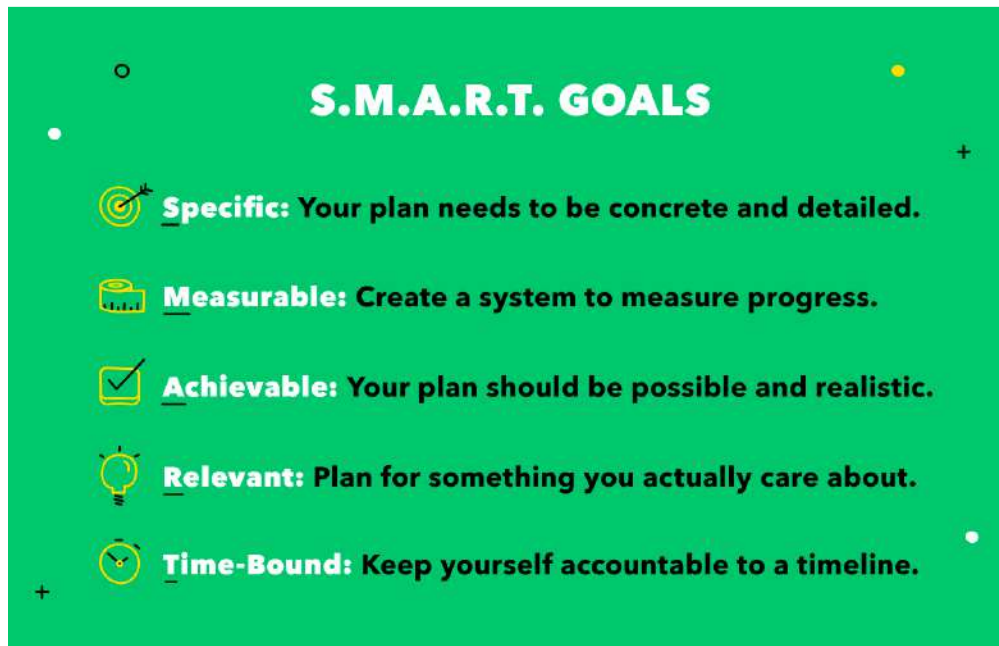 S.M.A.R.T. GOALS
Specific: Your plan needs to be concrete and detailed.
Measurable: Create a system to measure progress.
Achievable: Your plan should be possible and realistic.
Relevant: Plan for something you actually care about.
Time-Bound: Keep yourself accountable to a timeline.